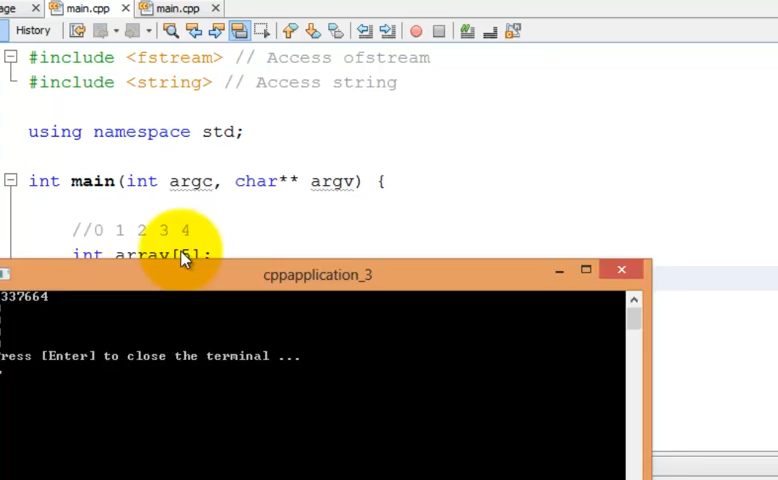 age main.cpp main.cpp
History
#include <fstream> // Access ofstream
#include <string> // Access string
using namespace std;
int main(int argc, char** argv) {
//0 1 2 3 4
int array[5];
cppapplication_3
337664
ress [Enter] to close the terminal ...